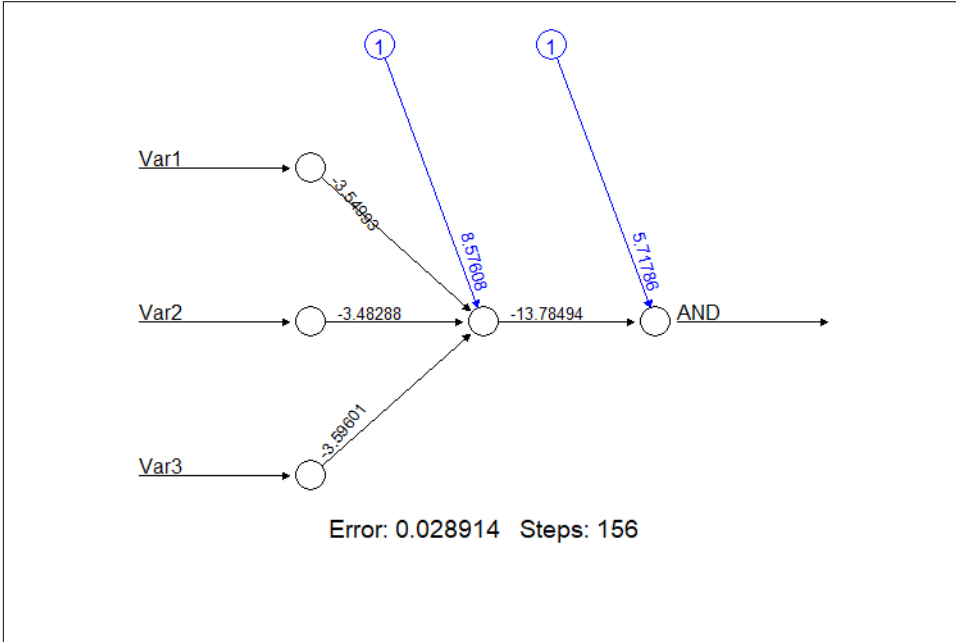 1
1
Var1
-3.54993
8.57608
5.71786
Var2
-3.48288
-13.78494
AND
-3.59601
Var3
Error: 0.028914 Steps: 156